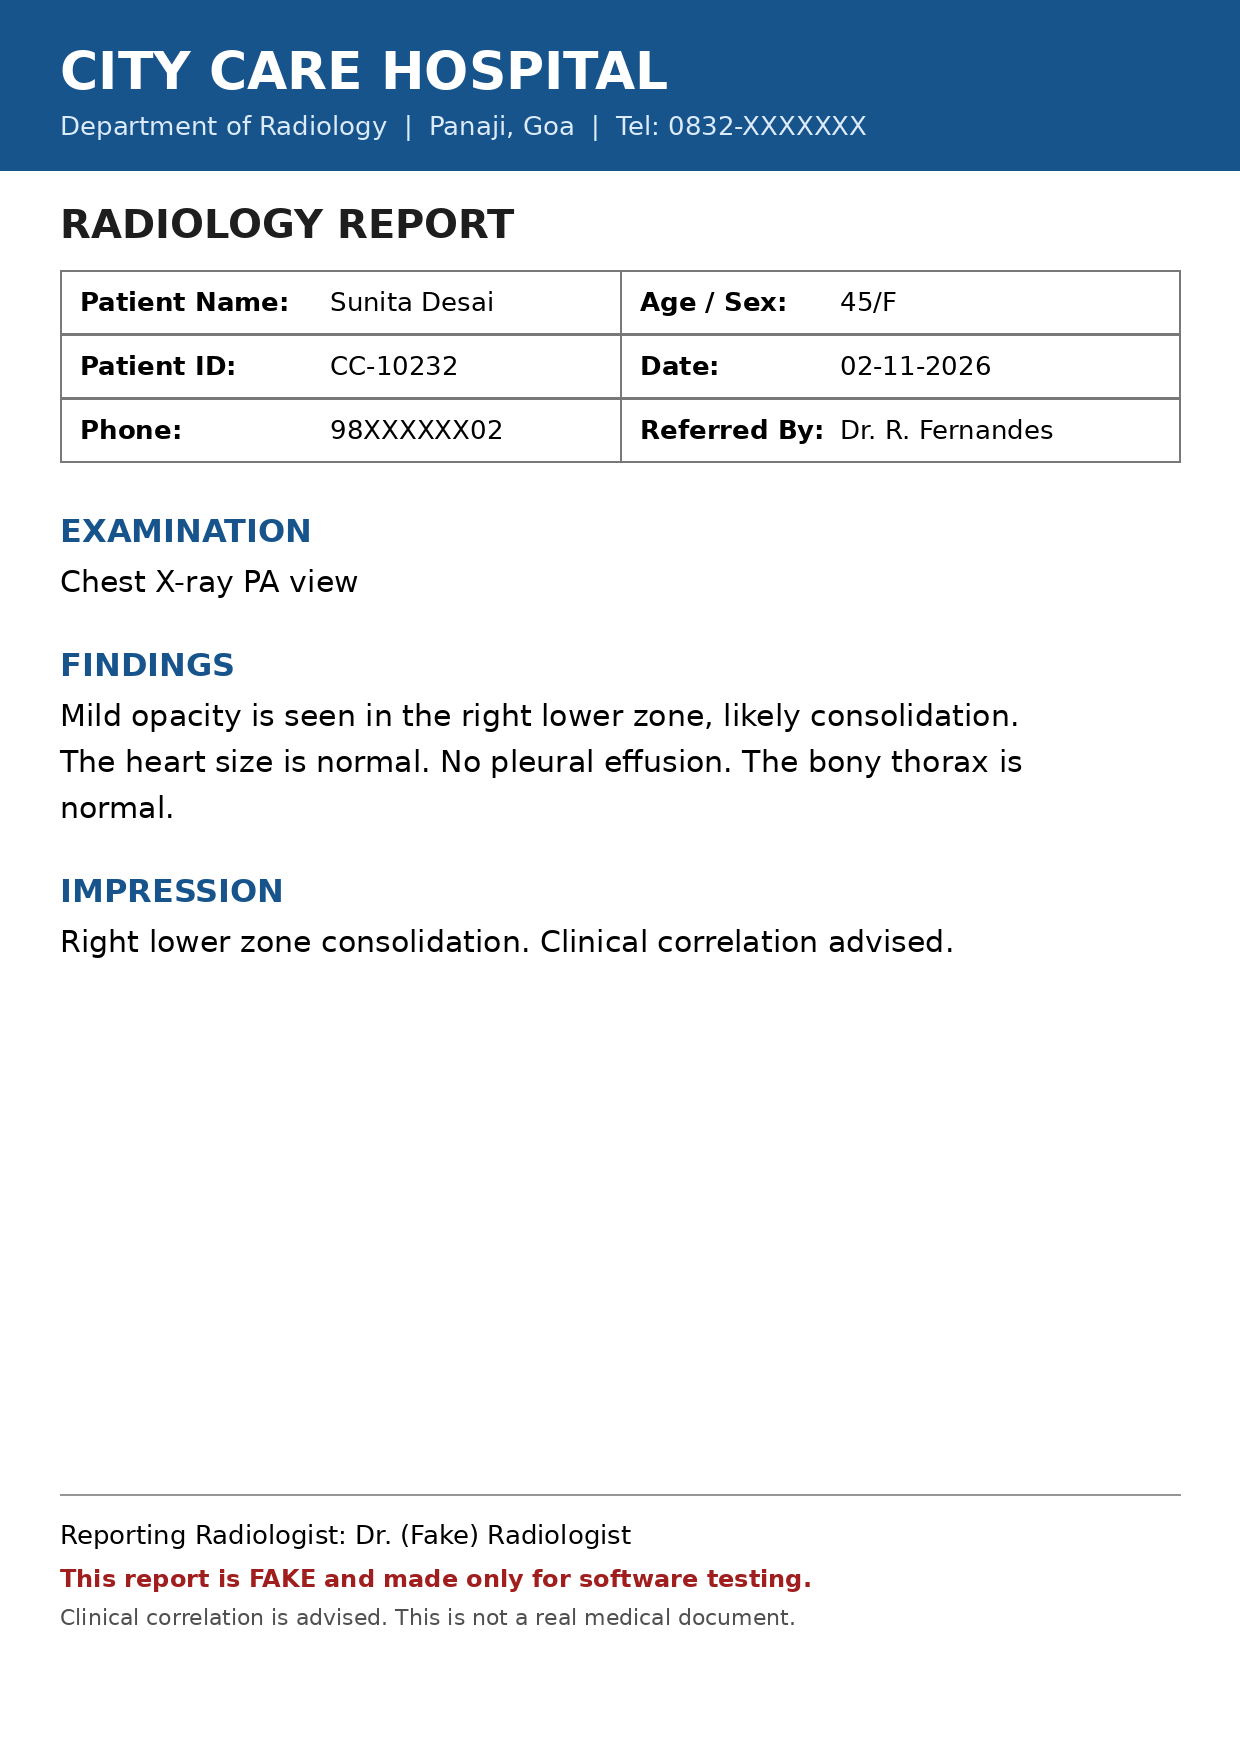 CITY CARE HOSPITAL
Department of Radiology | Panaji, Goa | Tel: 0832-XXXXXXX
RADIOLOGY REPORT
Patient Name: Sunita Desai Age / Sex: 45/F
Patient ID: CC-10232 Date: 02-11-2026
Phone: 98XXXXXX02 Referred By: Dr. R. Fernandes
EXAMINATION
Chest X-ray PA view
FINDINGS
Mild opacity is seen in the right lower zone, likely consolidation.
The heart size is normal. No pleural effusion. The bony thorax is
normal.
IMPRESSION
Right lower zone consolidation. Clinical correlation advised.
Reporting Radiologist: Dr. (Fake) Radiologist
This report is FAKE and made only for software testing.
Clinical correlation is advised. This is not a real medical document.